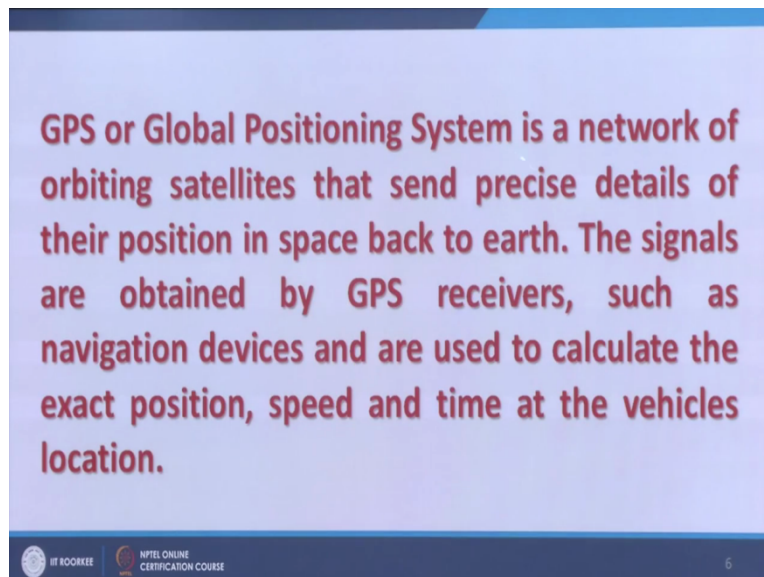 GPS or Global Positioning System is a network of
orbiting satellites that send precise details of
their position in space back to earth. The signals
are obtained by GPS receivers, such as
navigation devices and are used to calculate the
exact position, speed and time at the vehicles
location.
IIT ROORKEE
NPTEL ONLINE
CERTIFICATION COURSE
6